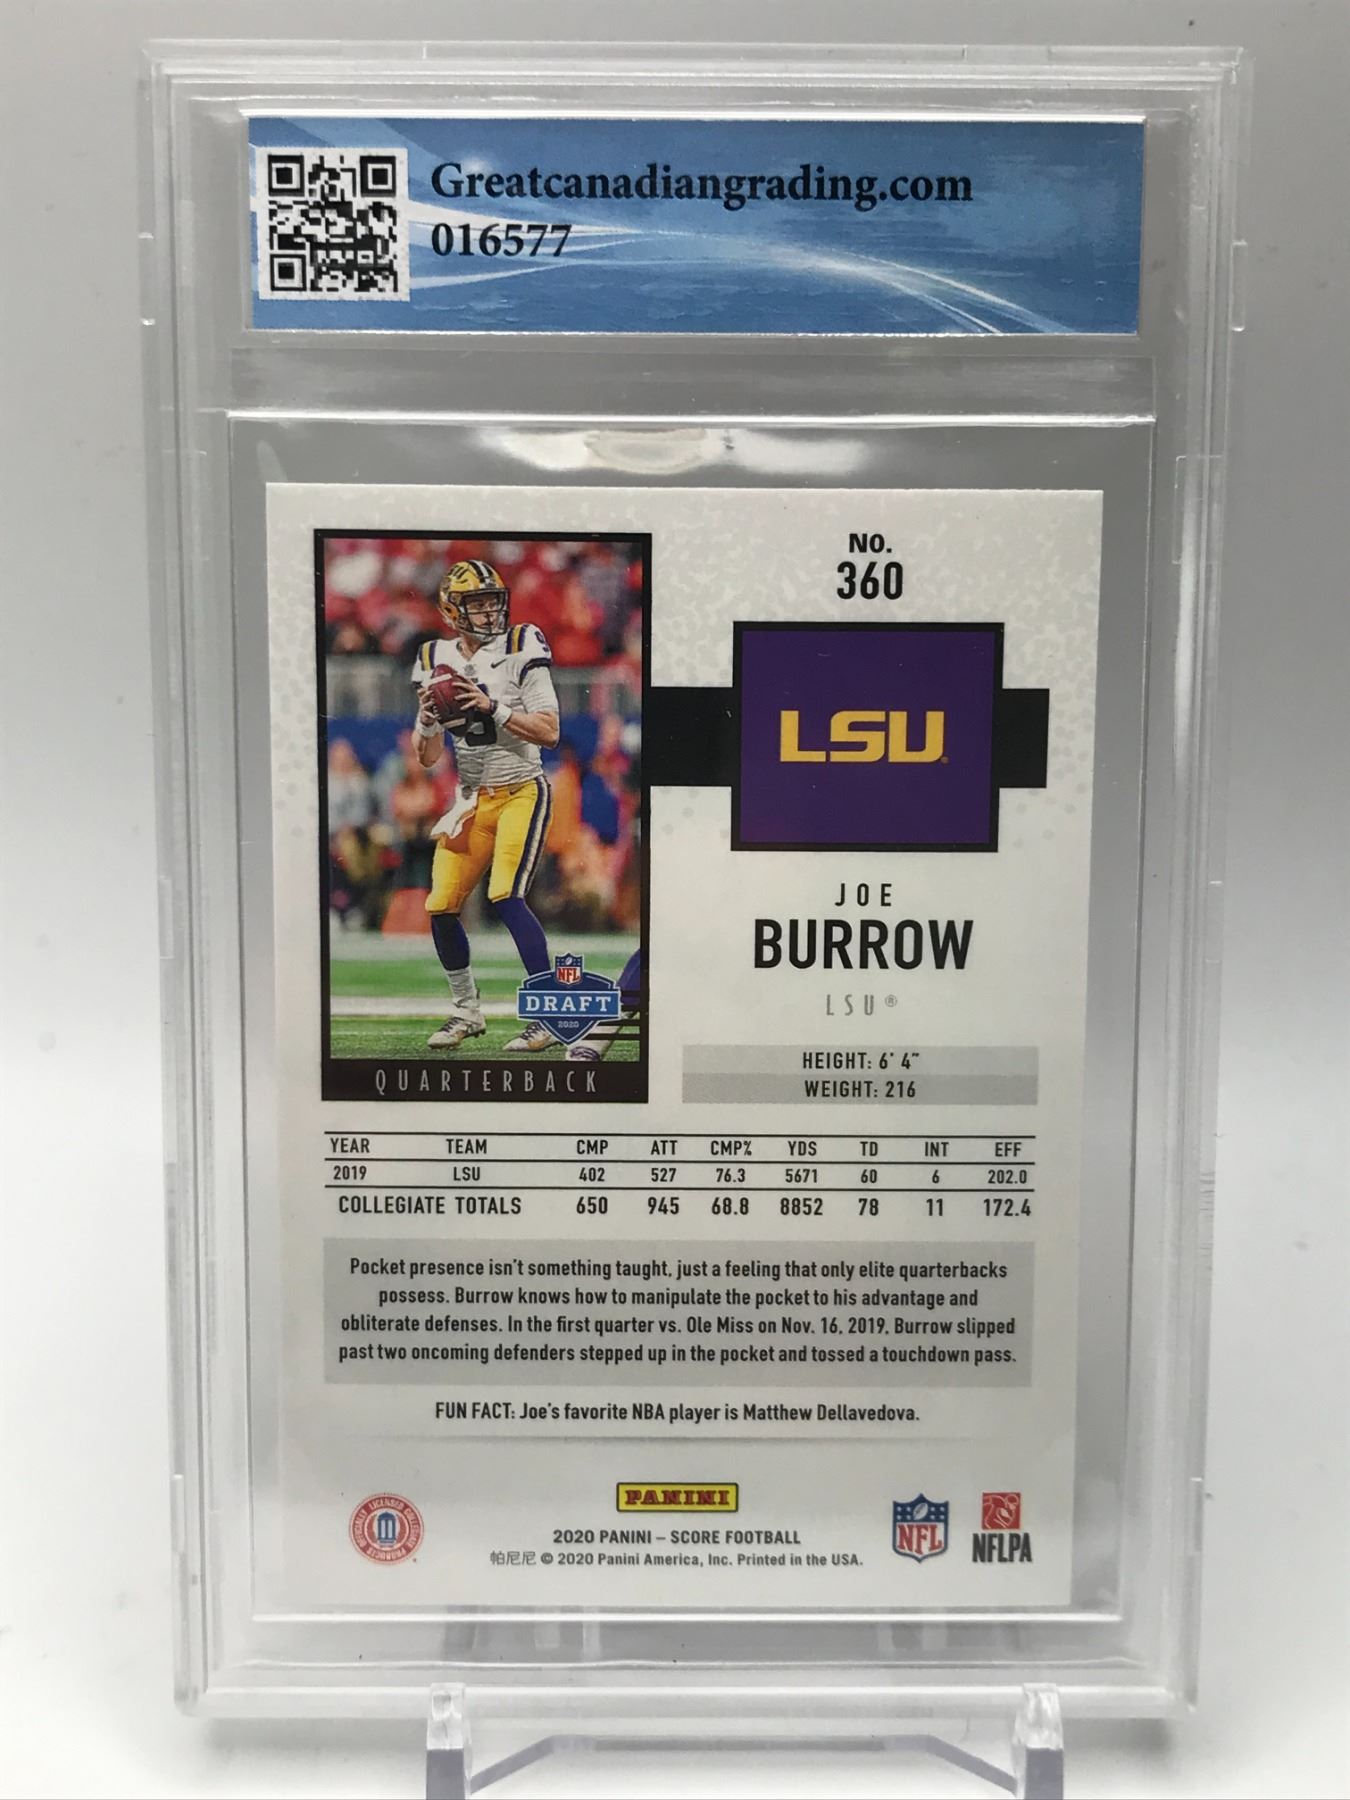 Greatcanadiangrading.com
016577
NO.
360
LSU
JOE
BURROW
LSU®
NFL
DRAFT
2020
QUARTERBACK
HEIGHT: 6' 4"
WEIGHT: 216
YEAR TEAM CMP ATT CMP% YDS TD INT EFF
2019 LSU 402 527 76.3 5671 60 6 202.0
COLLEGIATE TOTALS 650 945 68.8 8852 78 11 172.4
Pocket presence isn't something taught, just a feeling that only elite quarterbacks
possess. Burrow knows how to manipulate the pocket to his advantage and
obliterate defenses. In the first quarter vs. Ole Miss on Nov. 16, 2019, Burrow slipped
past two oncoming defenders stepped up in the pocket and tossed a touchdown pass.
FUN FACT: Joe's favorite NBA player is Matthew Dellavedova.
OFFICIALLY LICENSED COLLEGIATE PRODUCTS
PANINI
2020 PANINI – SCORE FOOTBALL
帕尼尼 © 2020 Panini America, Inc. Printed in the USA.
NFL
NFLPA